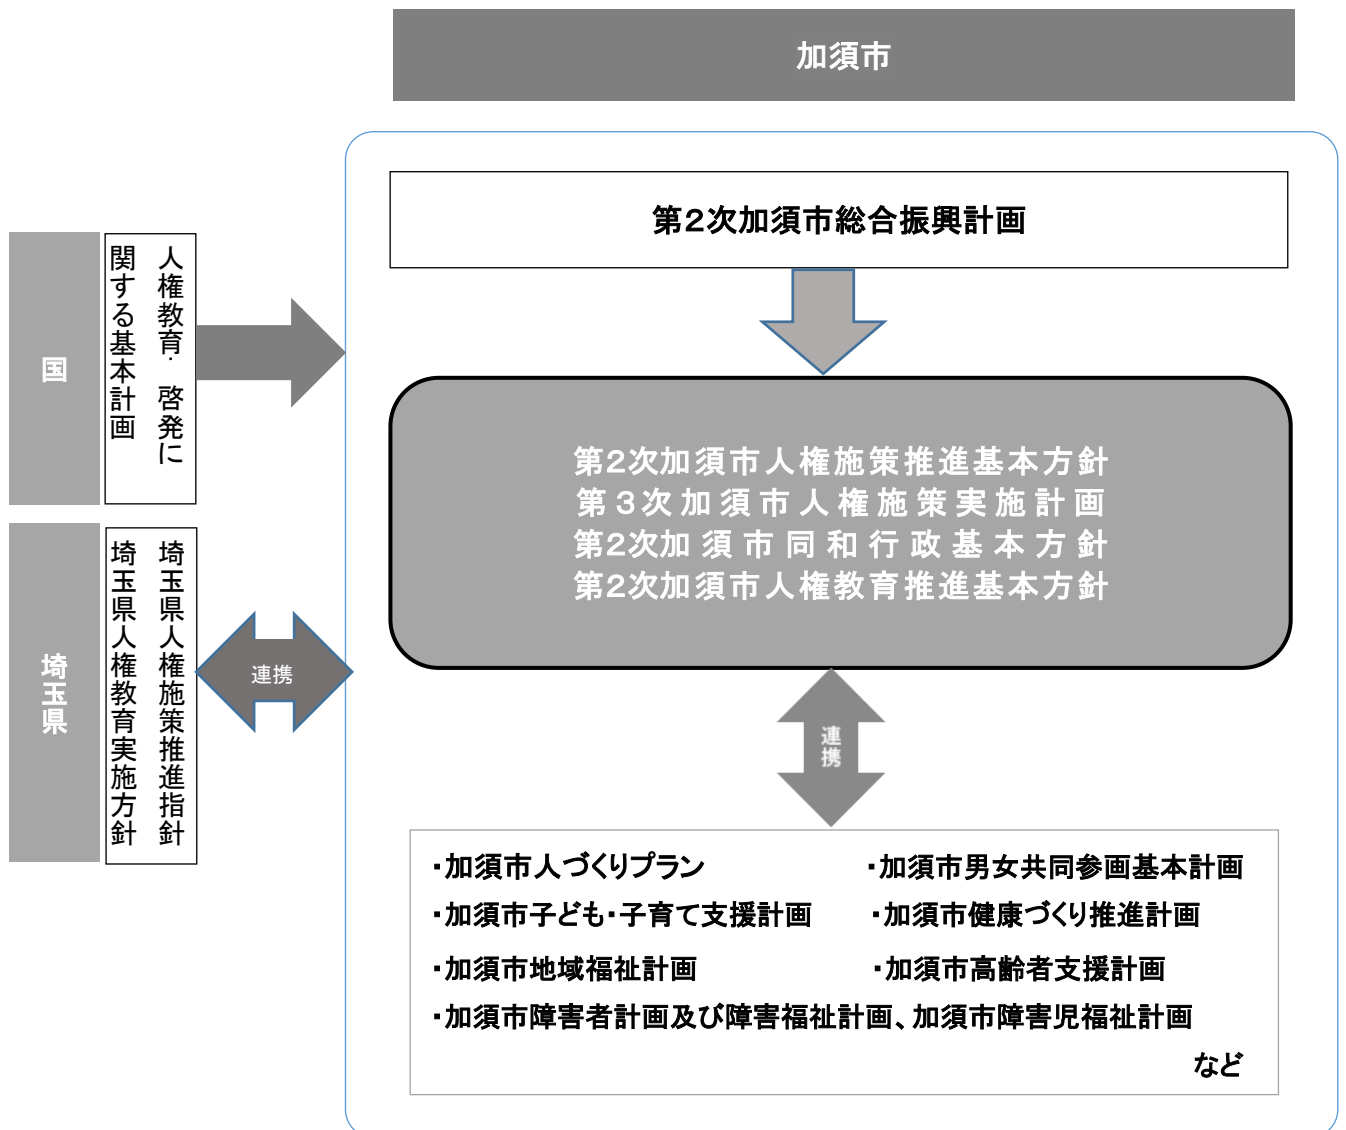 加須市
第2次加須市総合振興計画
国
人権教育・啓発に
関する基本計画
第2次加須市人権施策推進基本方針
第3次加須市人権施策実施計画
第2次加須市同和行政基本方針
第2次加須市人権教育推進基本方針
埼玉県
埼玉県人権施策推進指針
埼玉県人権教育実施方針
連携
連携
・加須市人づくりプラン
・加須市男女共同参画基本計画
・加須市子ども・子育て支援計画
・加須市健康づくり推進計画
・加須市地域福祉計画
・加須市高齢者支援計画
・加須市障害者計画及び障害福祉計画、加須市障害児福祉計画
など